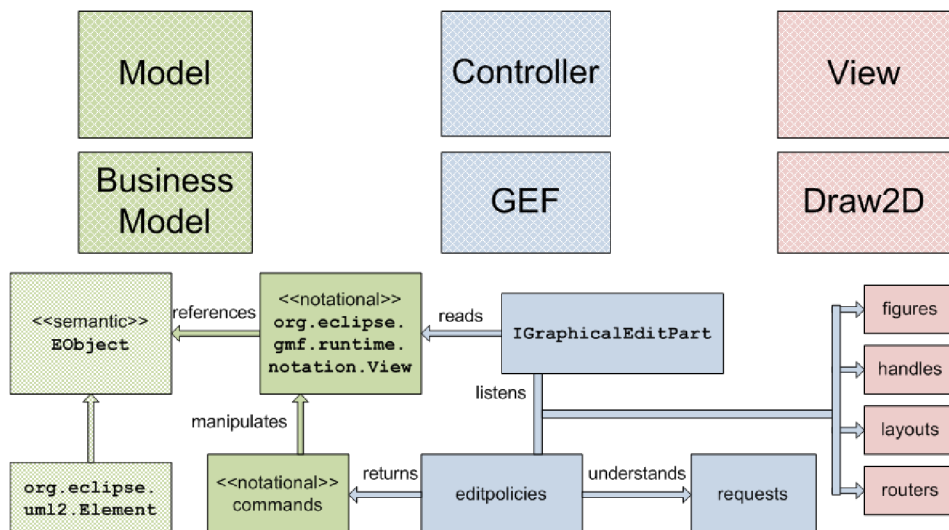 Model
Controller
View
Business
Model
GEF
Draw2D
<<semantic>>
EObject
references
<<notational>>
org.eclipse.
gmf.runtime.
notation.View
reads
IGraphicalEditPart
figures
handles
layouts
routers
listens
manipulates
org.eclipse.
uml2.Element
<<notational>>
commands
returns
editpolicies
understands
requests